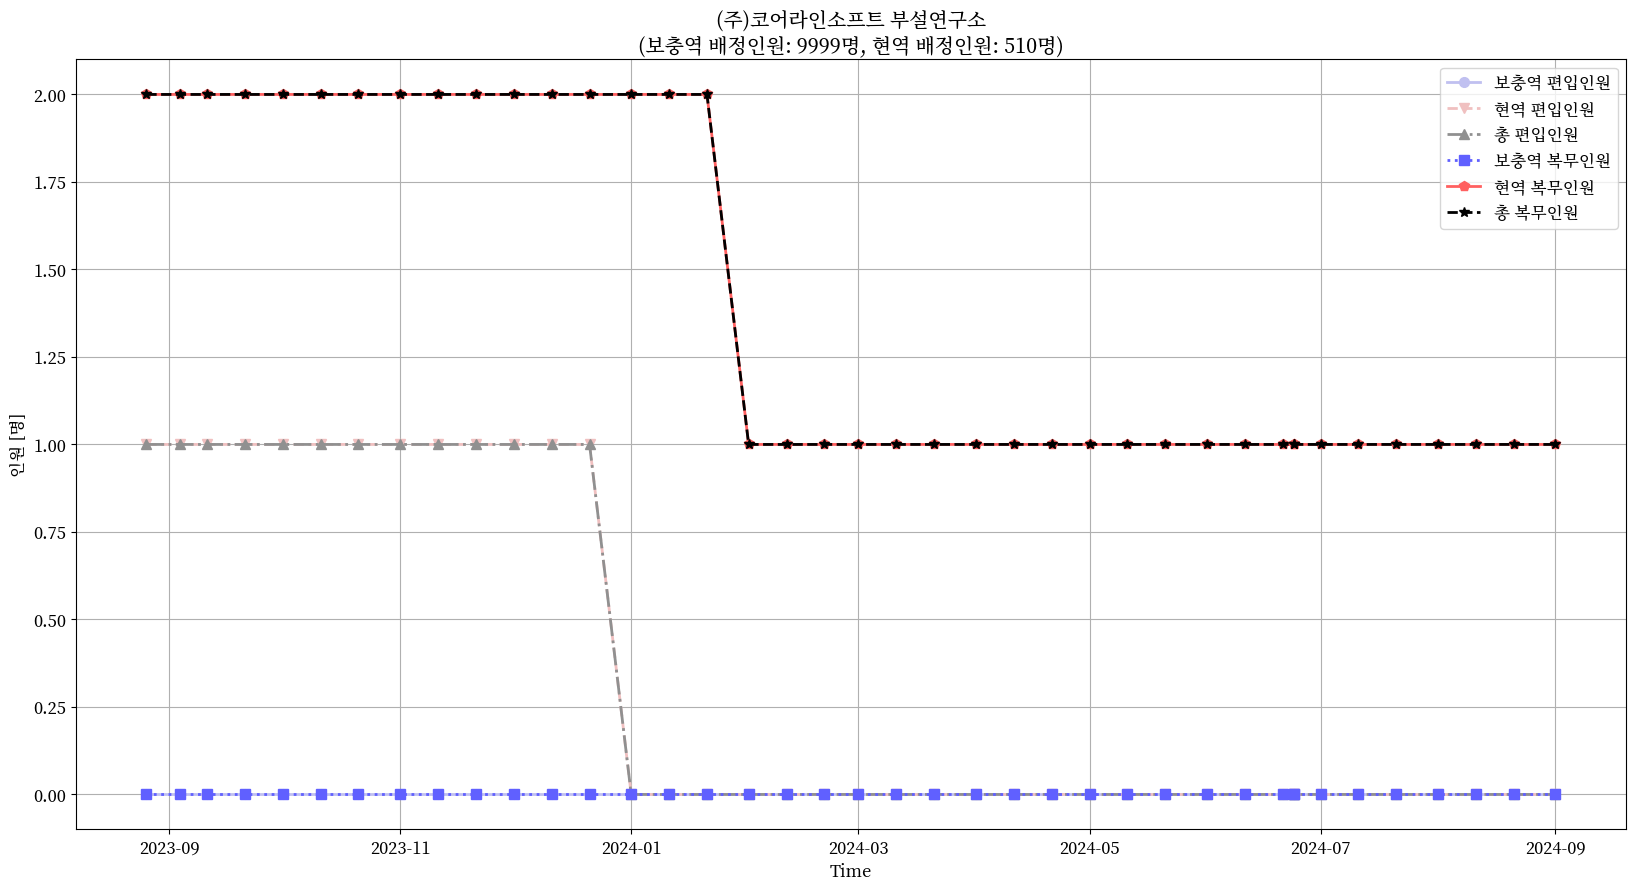 (주)코어라인소프트 부설연구소
(보충역 배정인원: 9999명, 현역 배정인원: 510명)
보충역 편입인원
현역 편입인원
총 편입인원
보충역 복무인원
현역 복무인원
총 복무인원
2.00
1.75
1.50
1.25
1.00
0.75
0.50
0.25
0.00
인원 [명]
2023-09
2023-11
2024-01
2024-03
2024-05
2024-07
2024-09
Time